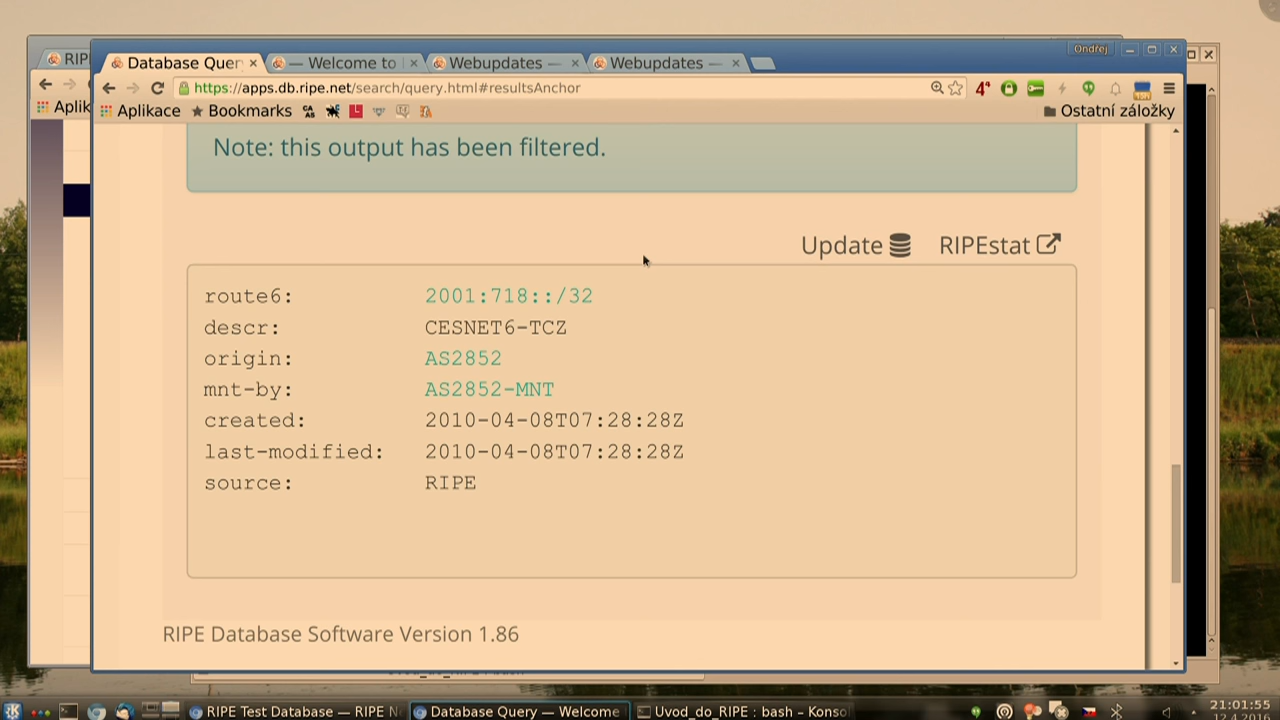 Ondřej
RIPE
Database Quer
— Welcome to
Webupdates —
Webupdates —
https://apps.db.ripe.net/search/query.html#resultsAnchor
Aplik
Aplikace
Bookmarks
Ostatní záložky
Note: this output has been filtered.
Update
RIPEstat
route6: 2001:718::/32
descr: CESNET6-TCZ
origin: AS2852
mnt-by: AS2852-MNT
created: 2010-04-08T07:28:28Z
last-modified: 2010-04-08T07:28:28Z
source: RIPE
RIPE Database Software Version 1.86
RIPE Test Database — RIPE N
Database Query — Welcome
Uvod_do_RIPE : bash – Konso
21:01:55